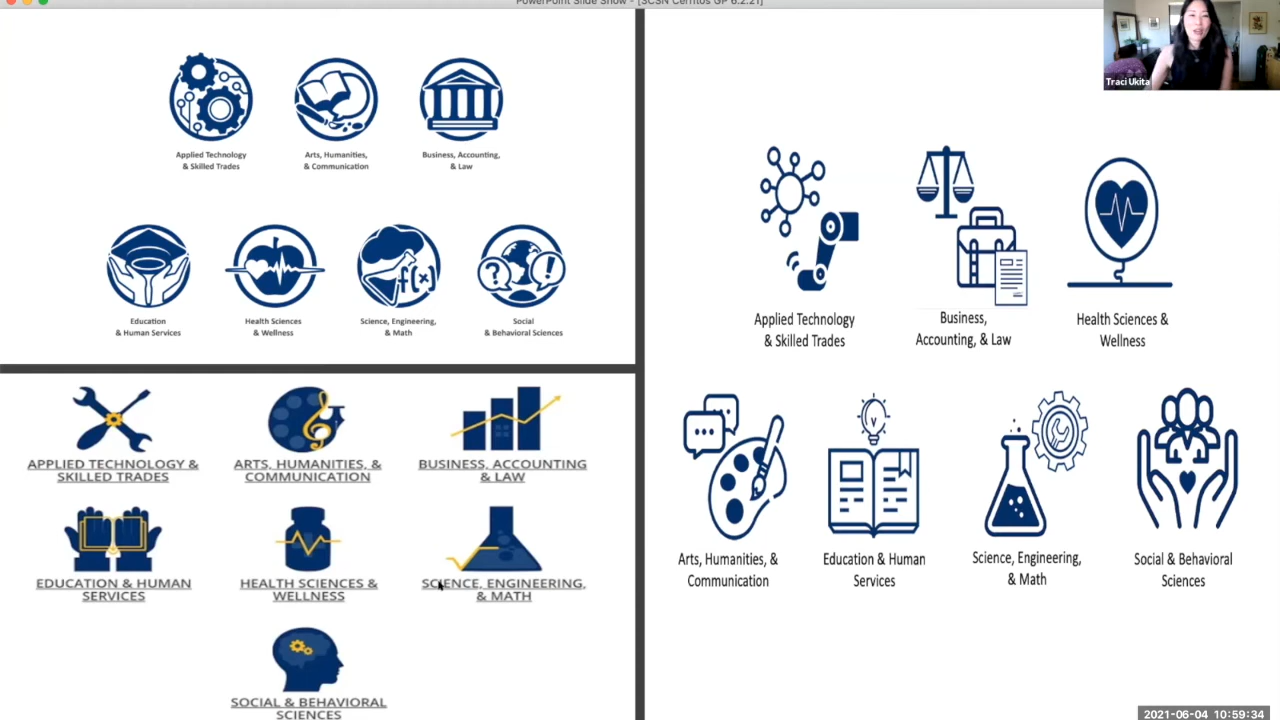 PowerPoint Slide Show - [SCSN Cerritos GP 6.2.21]
Traci Ukita
Applied Technology
& Skilled Trades
Arts, Humanities,
& Communication
Business, Accounting,
& Law
f(x)
? !
Education
& Human Services
Health Sciences
& Wellness
Science, Engineering,
& Math
Social
& Behavioral Sciences
APPLIED TECHNOLOGY &
SKILLED TRADES
ARTS, HUMANITIES, &
COMMUNICATION
BUSINESS, ACCOUNTING
& LAW
EDUCATION & HUMAN
SERVICES
HEALTH SCIENCES &
WELLNESS
SCIENCE, ENGINEERING,
& MATH
SOCIAL & BEHAVIORAL
SCIENCES
Applied Technology
& Skilled Trades
Business,
Accounting, & Law
Health Sciences &
Wellness
Arts, Humanities, &
Communication
Education & Human
Services
Science, Engineering,
& Math
Social & Behavioral
Sciences
2021-06-04 10:59:34